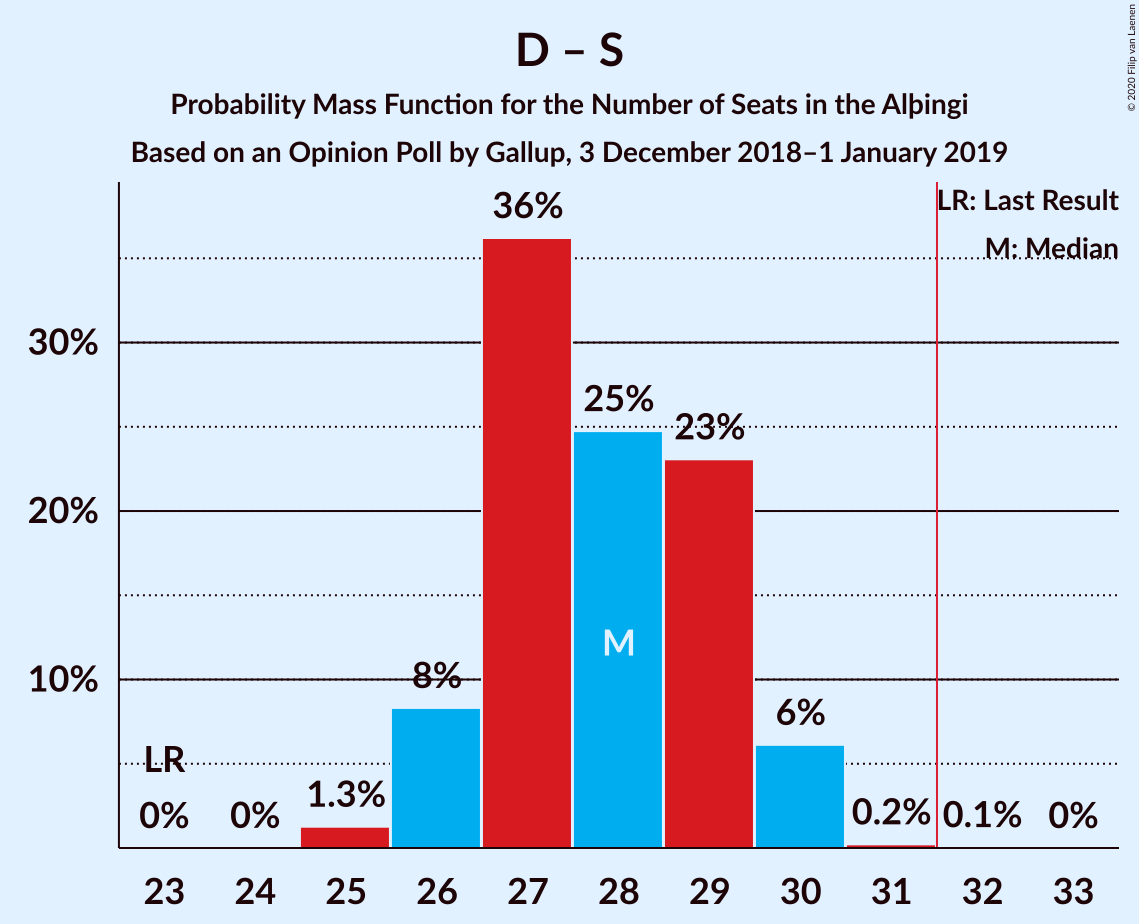 D – S
Probability Mass Function for the Number of Seats in the Alþingi
Based on an Opinion Poll by Gallup, 3 December 2018–1 January 2019
© 2020 Filip van Laenen
LR: Last Result
M: Median
36%
30%
25%
23%
20%
M
10%
8%
6%
LR
1.3%
0%
0%
0.2%
0.1%
0%
23 24 25 26 27 28 29 30 31 32 33